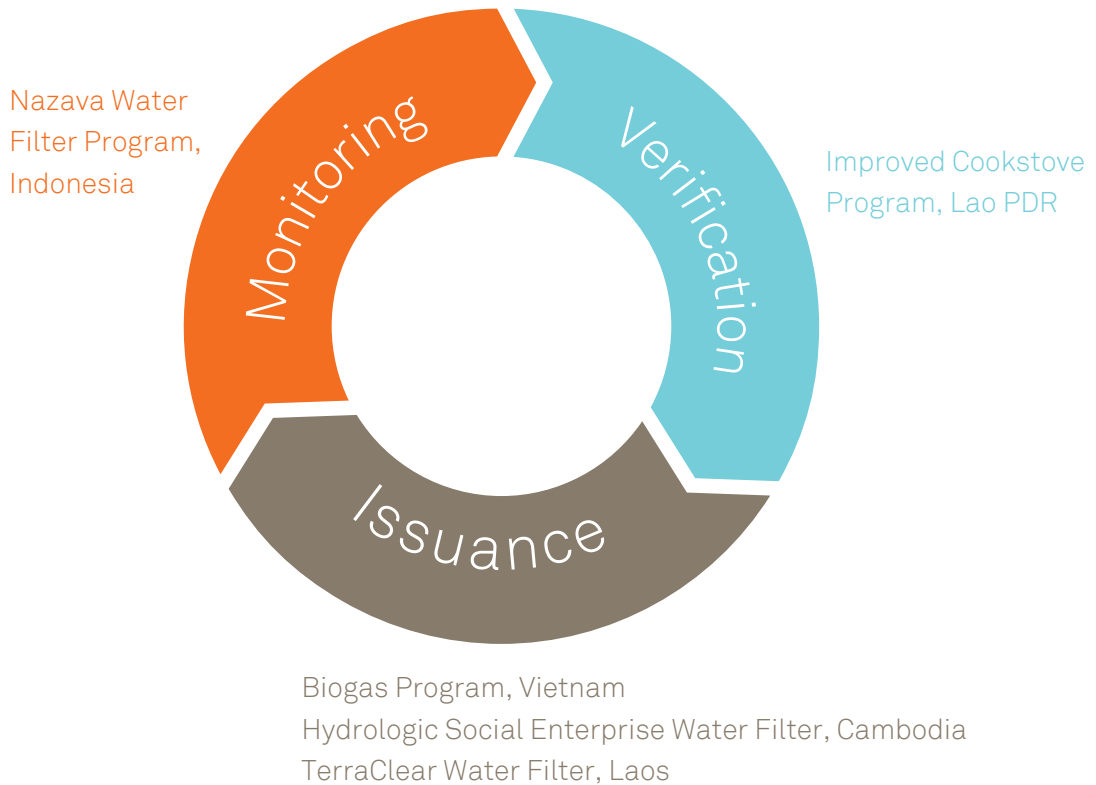 Nazava Water
Filter Program,
Indonesia
Monitoring
Verification
Improved Cookstove
Program, Lao PDR
Issuance
Biogas Program, Vietnam
Hydrologic Social Enterprise Water Filter, Cambodia
TerraClear Water Filter, Laos